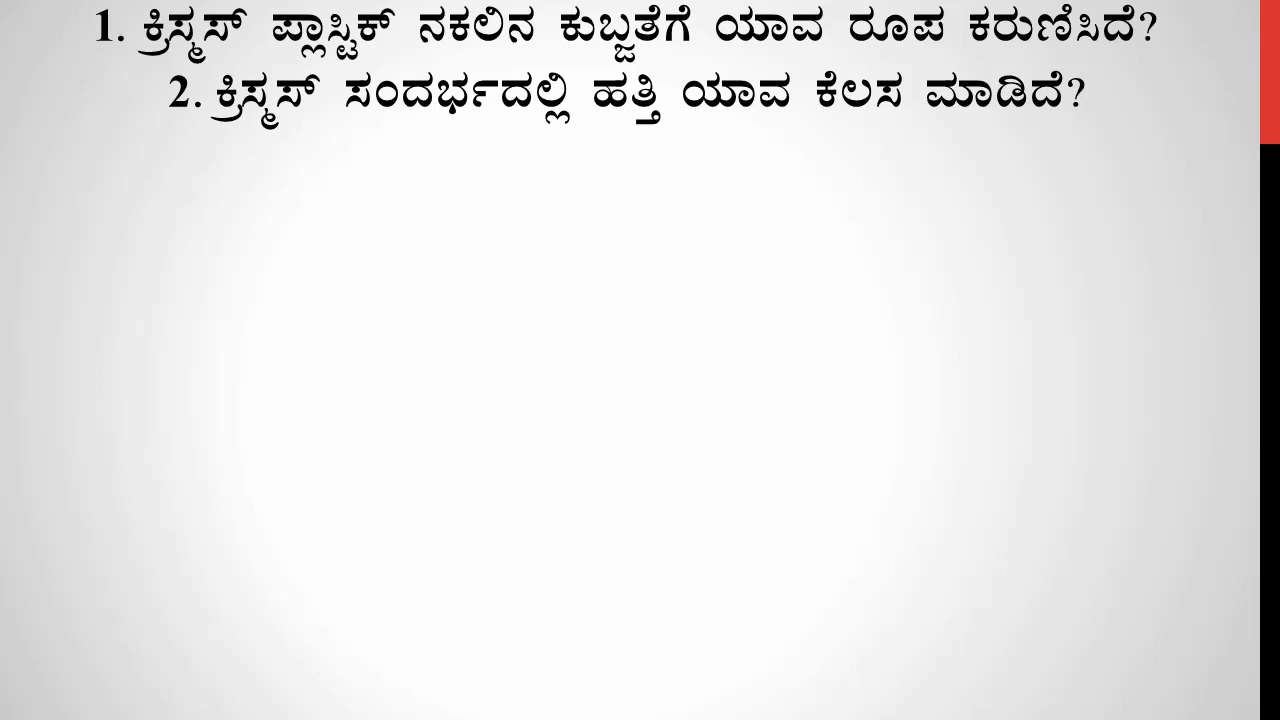 1. ಕ್ರಿಸ್ಮಸ್ ಪ್ಲಾಸ್ಟಿಕ್ ನಕಲಿನ ಕುಬ್ಜತೆಗೆ ಯಾವ ರೂಪ ಕರುಣಿಸಿದೆ?
2. ಕ್ರಿಸ್ಮಸ್ ಸಂದರ್ಭದಲ್ಲಿ ಹತ್ತಿ ಯಾವ ಕೆಲಸ ಮಾಡಿದೆ?